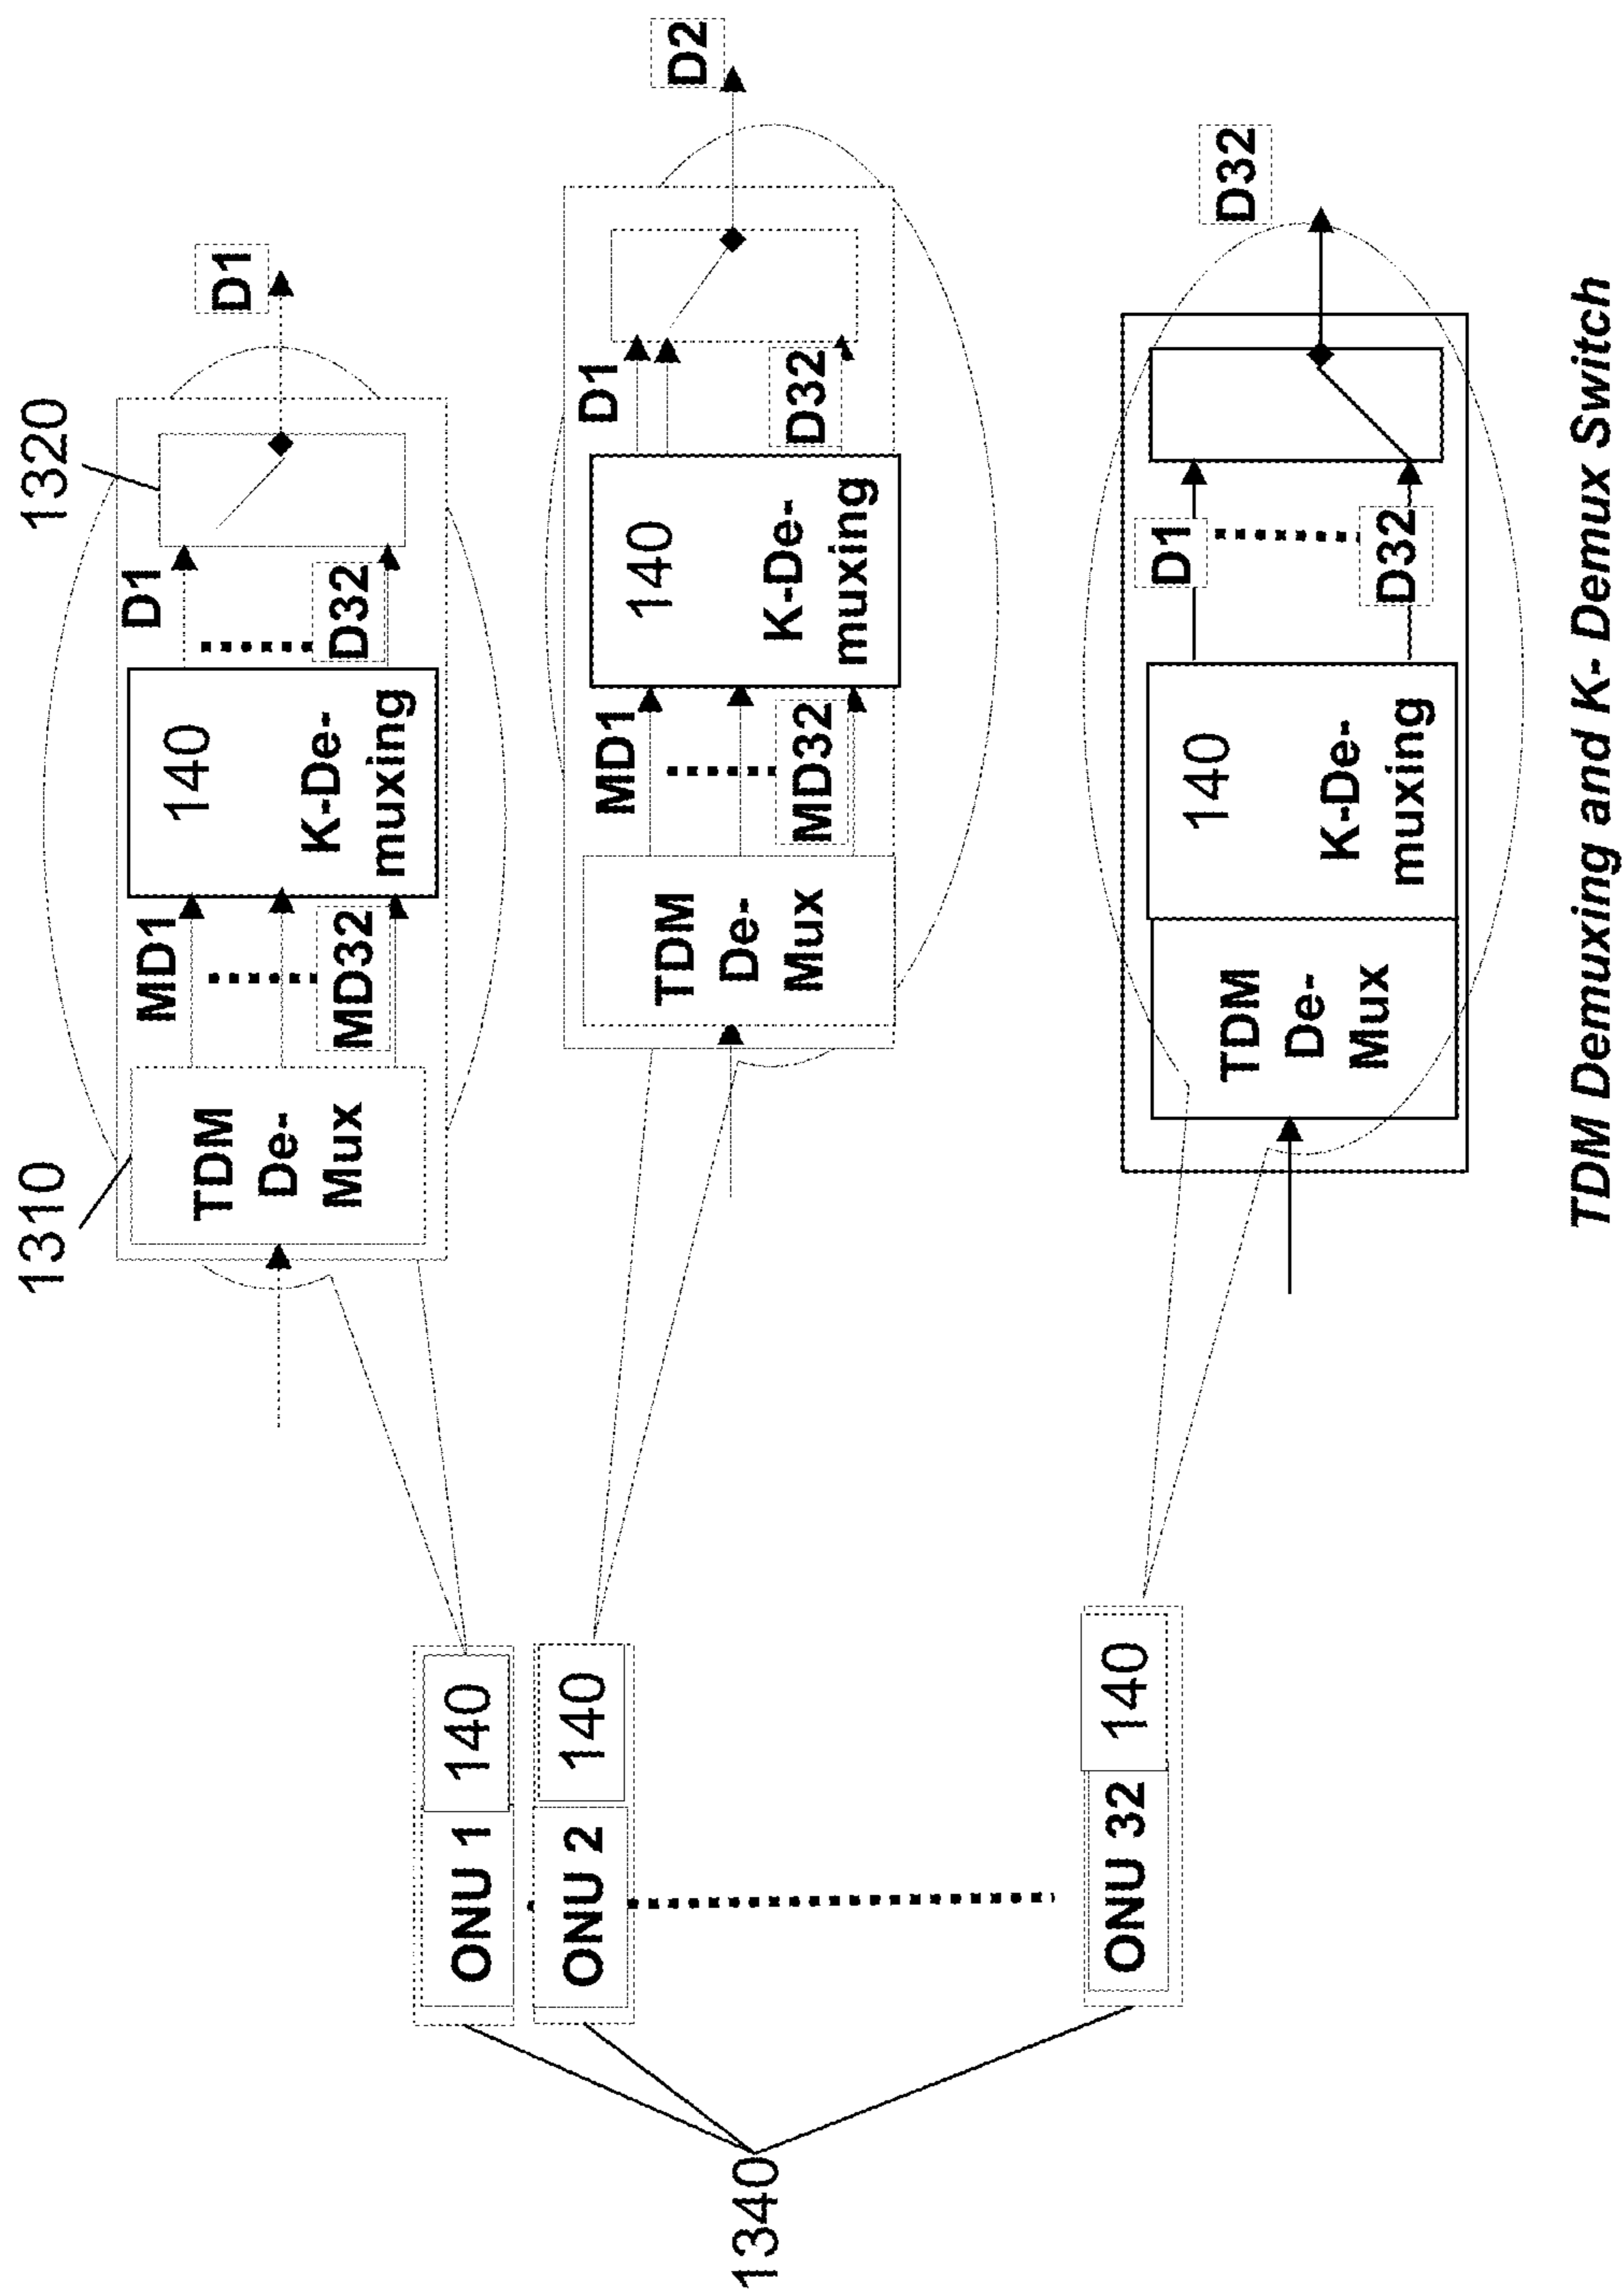 1310
1320
TDM
De-
Mux
MD1
MD32
140
K-De-
muxing
D1
D32
D1
ONU 1
140
ONU 2
140
TDM
De-
Mux
MD1
MD32
140
K-De-
muxing
D1
D32
D2
1340
ONU 32
140
TDM
De-
Mux
140
K-De-
muxing
D1
D32
D32
TDM Demuxing and K- Demux Switch